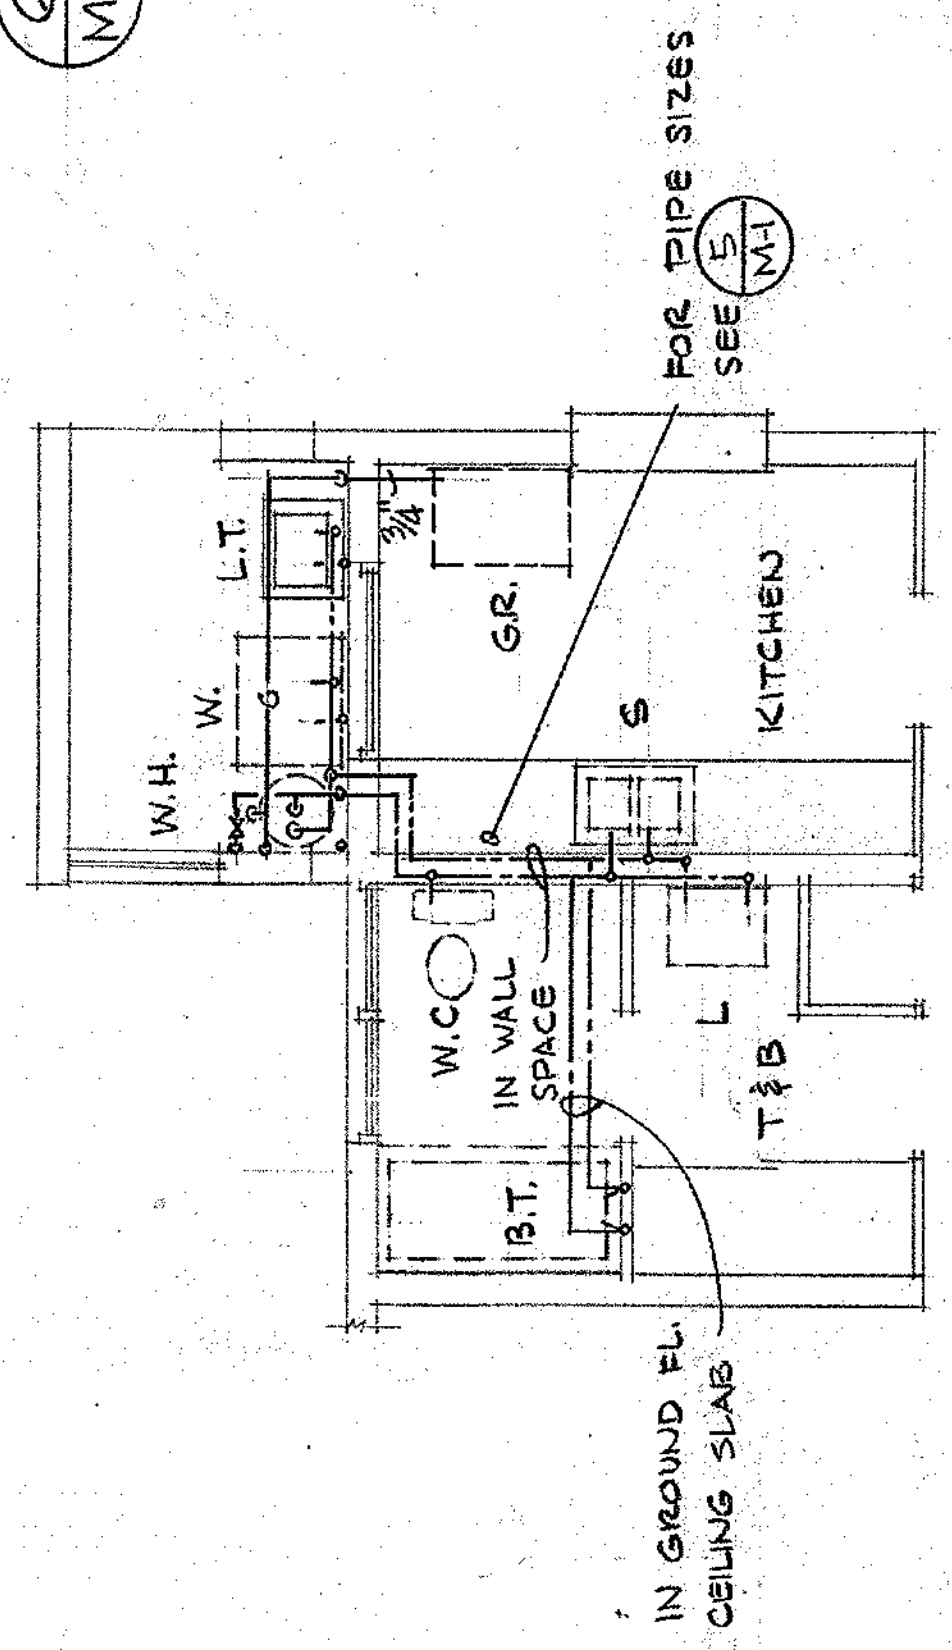 M
W.H.
W.
L.T.
G
3/4"
W.C
G.R.
IN WALL
SPACE
B.T.
S
FOR PIPE SIZES
SEE 5
M-1
L
T & B
KITCHEN
IN GROUND FL.
CEILING SLAB